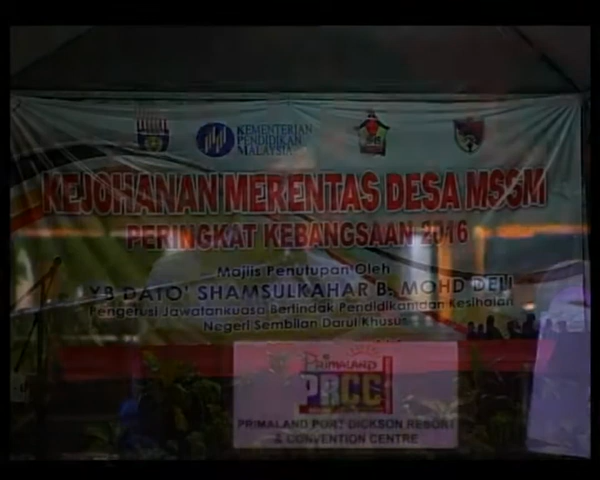 KEMENTERIAN
PENDIDIKAN
MALAYSIA
KEJOHANAN MERENTAS DESA MSSM
PERINGKAT KEBANGSAAN 2016
Majlis Penutupan Oleh
YB DATO' SHAMSULKAHAR B. MOHD DELI
Pengerusi Jawatankuasa Bertindak Pendidikan dan Kesihatan
Negeri Sembilan Darul Khusus
PRIMALAND
PRCC
PRIMALAND PORT DICKSON RESORT
& CONVENTION CENTRE